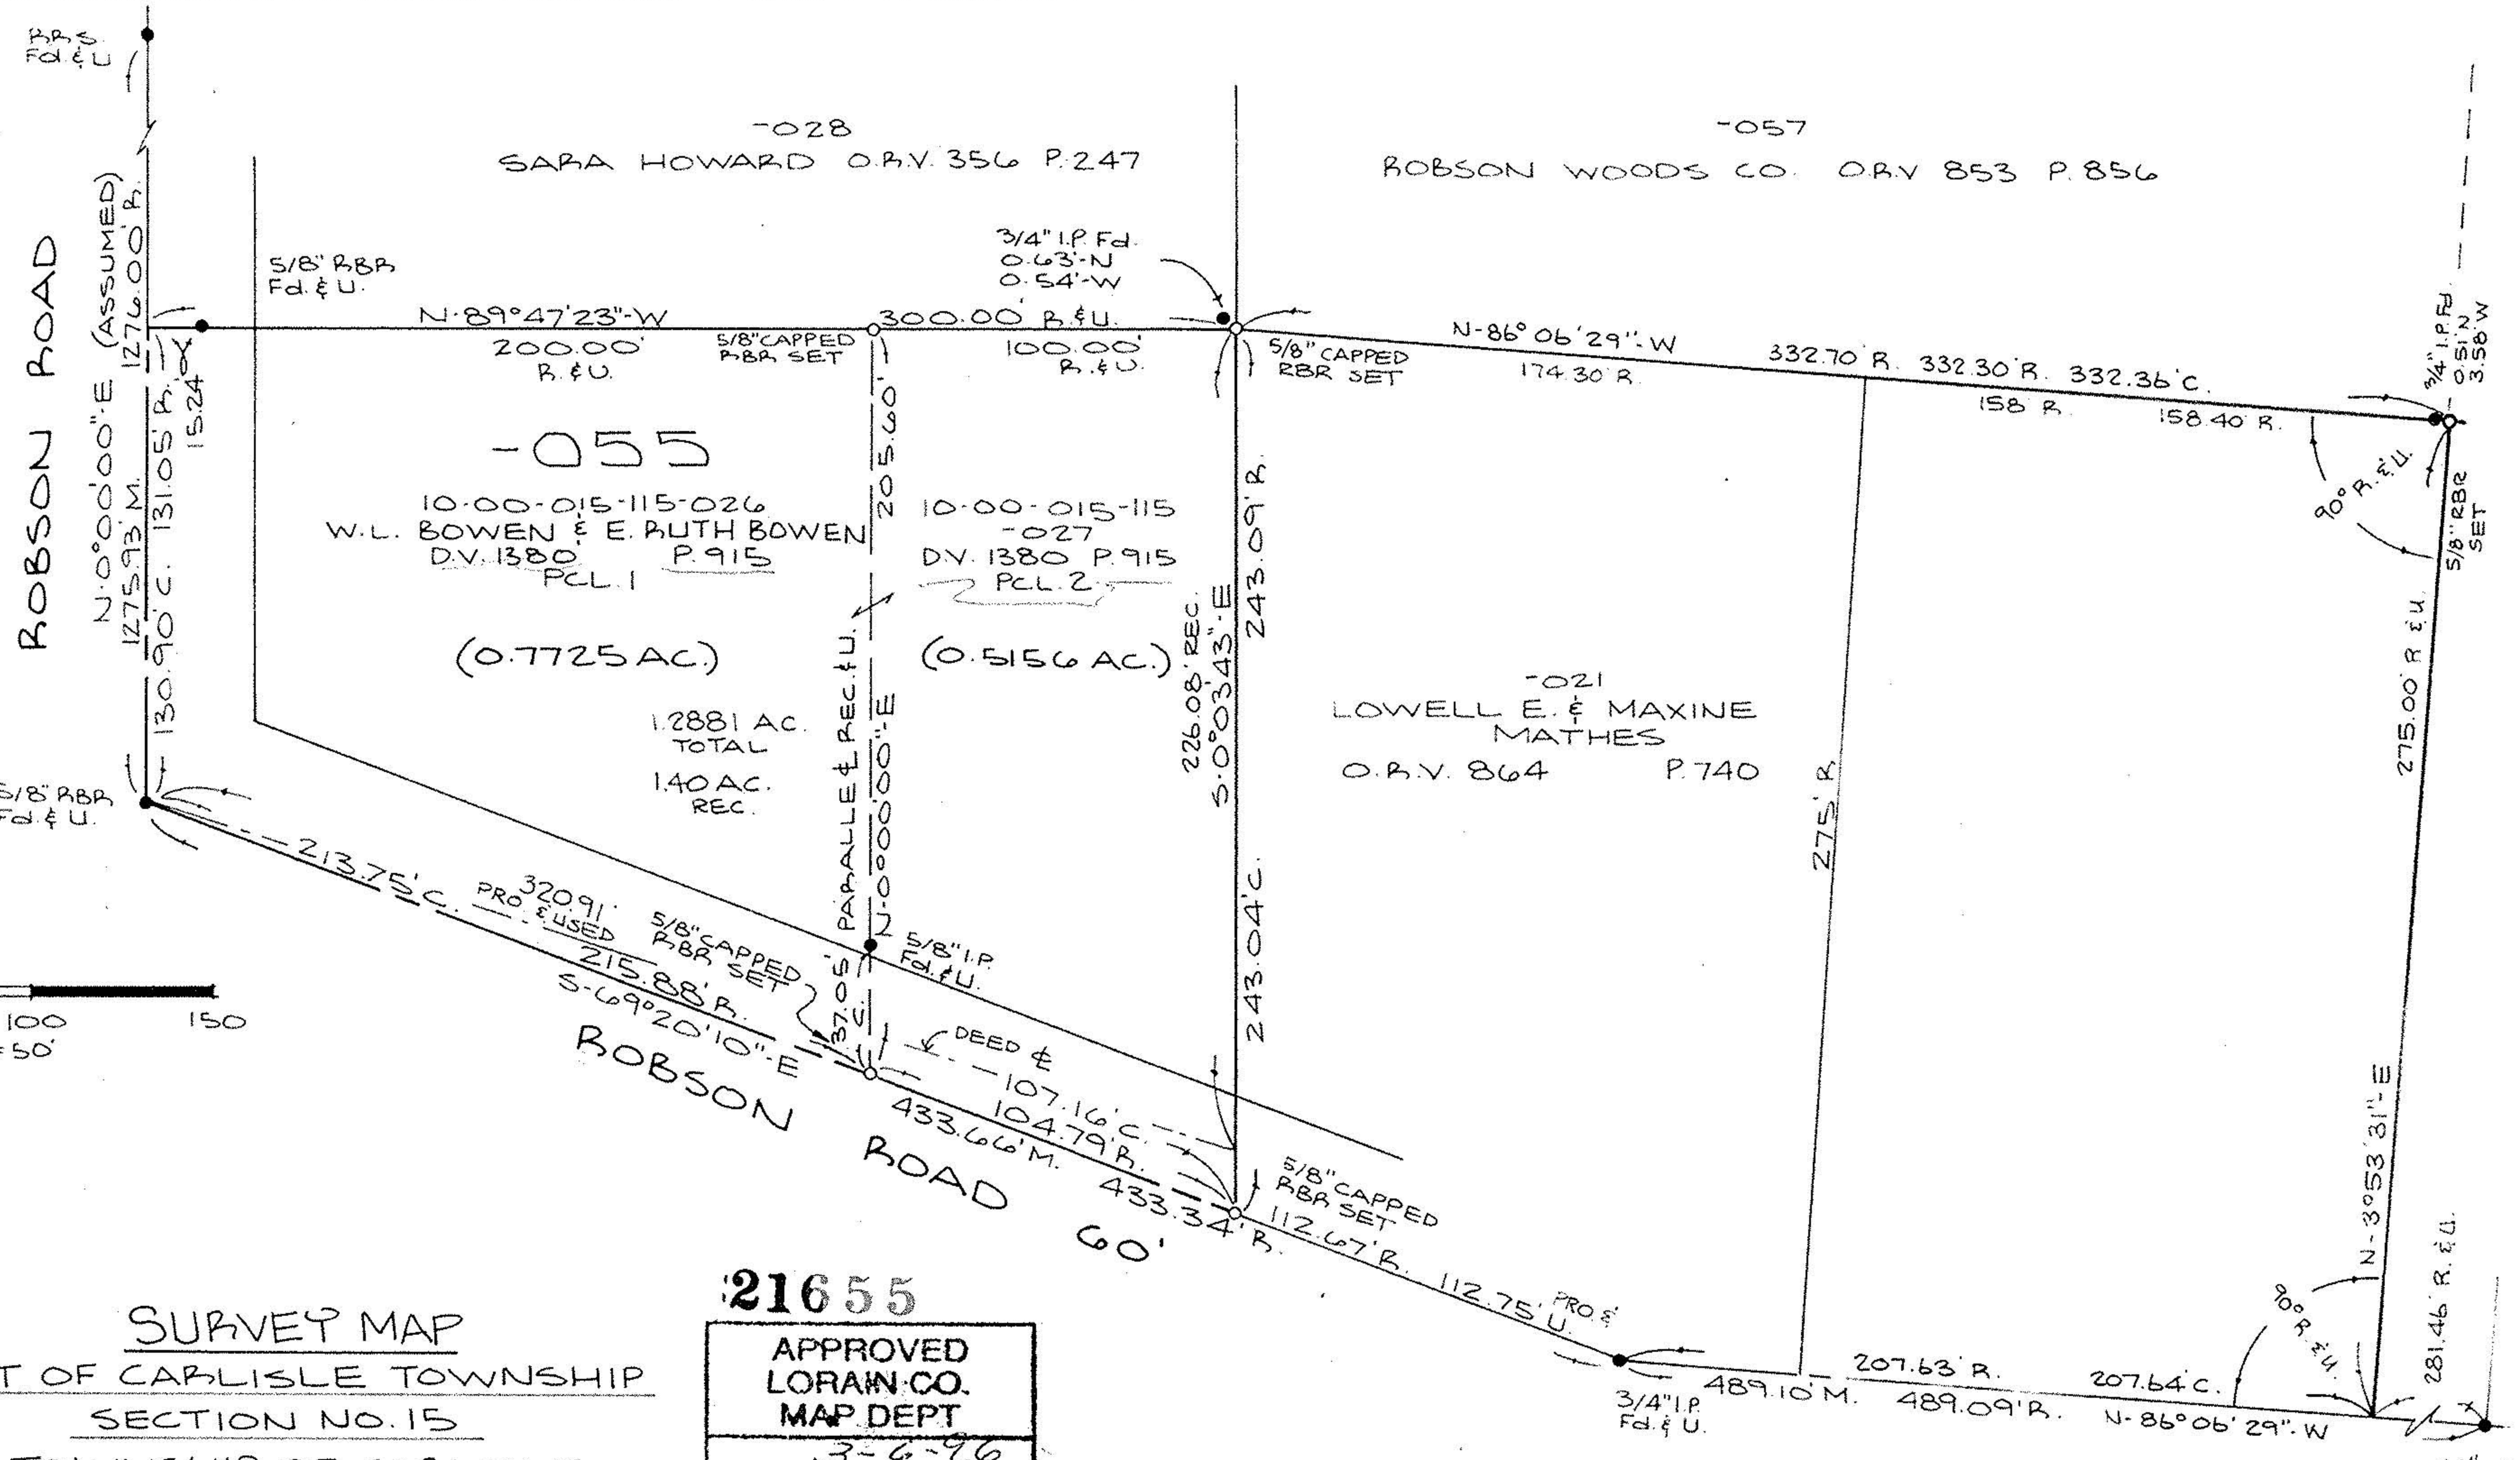 RRS.
Fd. & U
-028
SARA HOWARD O.R.V. 356 P. 247
-057
ROBSON WOODS CO. O.R.V 853 P. 856
ROBSON ROAD
N-0°00'00"-E (ASSUMED)
1276.00' R.
1275.93' M.
130.90' C. 131.05' R.
15.24'
5/8" RBR
Fd. & U.
3/4" I.P. Fd.
0.63'-N
0.54'-W
N-89°47'23"-W
300.00' R. & U.
200.00'
R. & U.
5/8" CAPPED
RBR SET
100.00'
R. & U.
5/8" CAPPED
RBR SET
N-86°06'29"-W
174.30' R.
332.70' R. 332.30' R. 332.36' C.
158' R.
158.40' R.
3/4" I.P. Fd.
0.51' N
3.58' W
90° R. & U.
5/8" RBR
SET
-055
10-00-015-115-026
W.L. BOWEN & E. RUTH BOWEN
D.V. 1380 P. 915
PCL. 1
(0.7725 AC.)
1.2881 AC.
TOTAL
1.40 AC.
REC.
205.60'
PARALLEL ℄ REC. & U.
N-0°00'00"-E
10-00-015-115
-027
D.V. 1380 P. 915
PCL. 2
(0.5156 AC.)
226.08' REC.
S-0°03'43"-E
243.09' R.
243.04' C.
-021
LOWELL E. & MAXINE
MATHES
O.R.V. 864 P. 740
275' R.
275.00' R & U.
N-3°53'31"-E
5/8" RBR
Fd. & U.
213.75' C.
320.91'
PRO. & USED
215.88' R.
S-69°20'10"-E
5/8" CAPPED
RBR SET
37.05'
C.
5/8" I.P.
Fd. & U.
DEED ℄
107.16' C.
104.79' R.
433.66' M.
433.34' R.
ROBSON ROAD 60'
5/8" CAPPED
RBR SET
112.67' R.
112.75' PRO. &
U.
3/4" I.P.
Fd. & U.
207.63' R.
207.64' C.
489.10' M.
489.09' R.
N-86°06'29"-W
90° R. & U.
281.46' R. & U.
100 150
=50'
SURVEY MAP
T OF CARLISLE TOWNSHIP
SECTION NO. 15
21655
APPROVED
LORAIN CO.
MAP DEPT
3-6-96